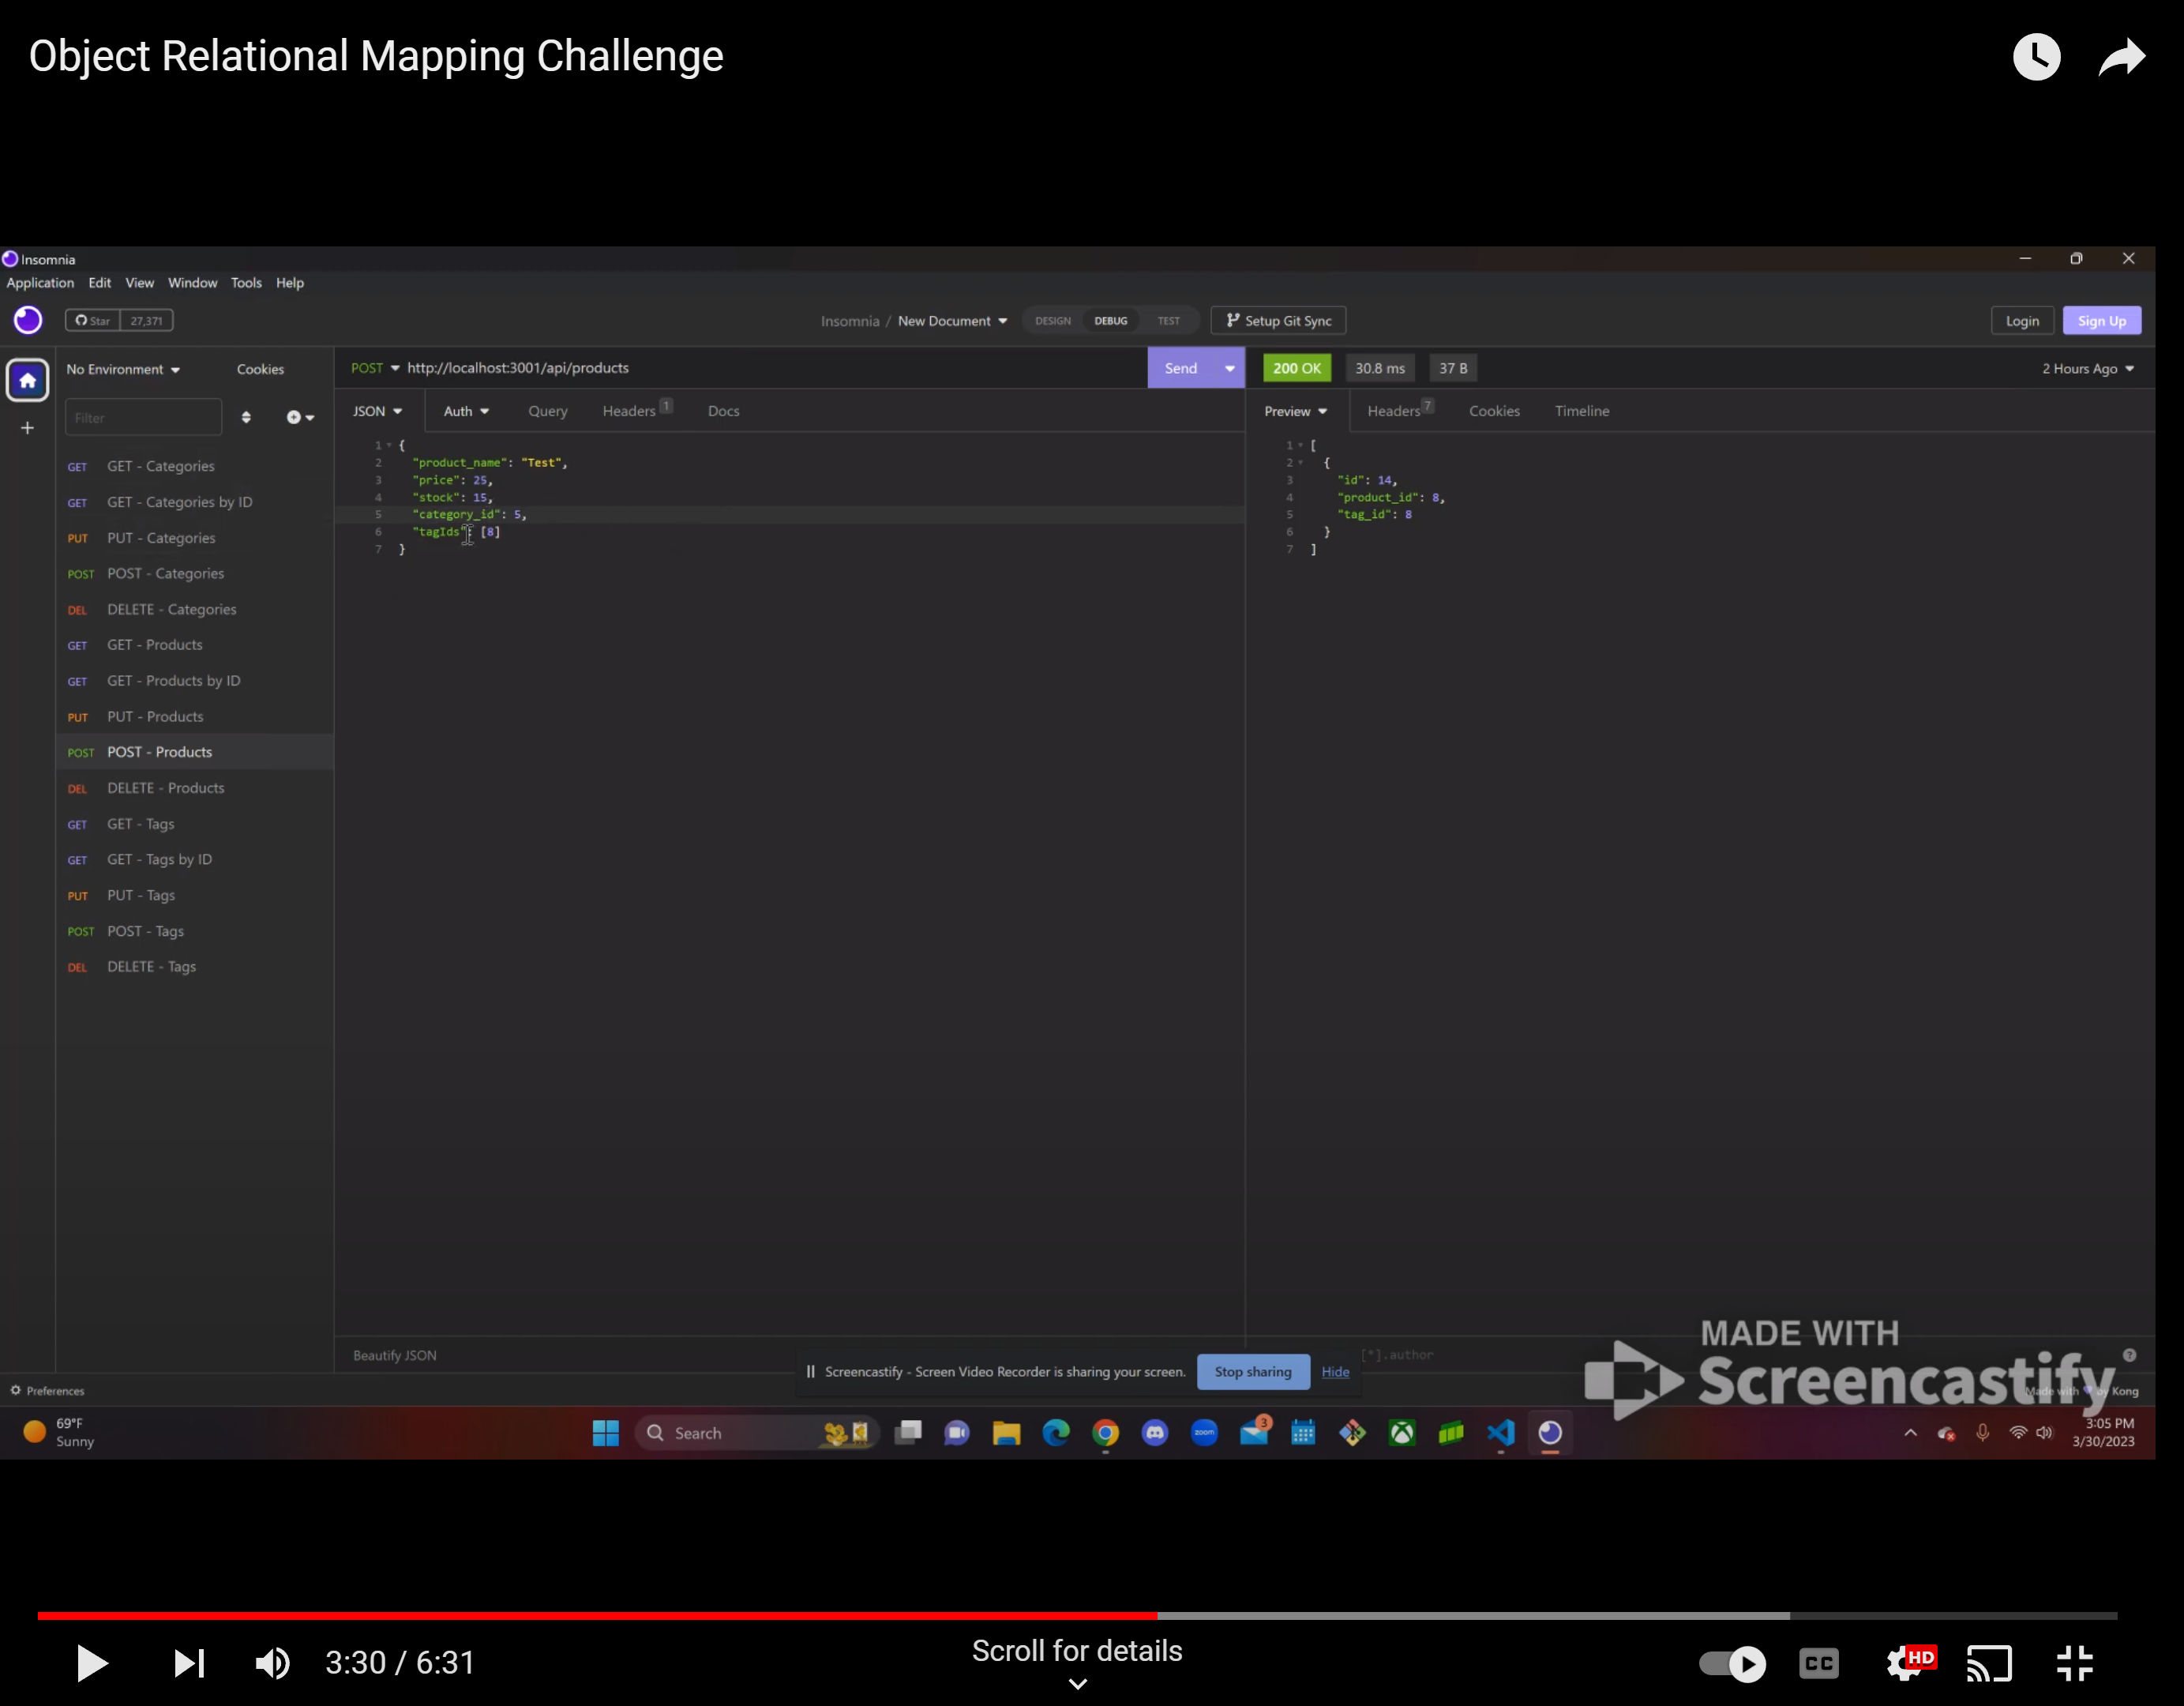 Object Relational Mapping Challenge
Insomnia
Application Edit View Window Tools Help
Star 27,371
Insomnia / New Document DESIGN DEBUG TEST Setup Git Sync
Login Sign Up
No Environment Cookies
POST http://localhost:3001/api/products Send
200 OK 30.8 ms 37 B 2 Hours Ago
Filter
JSON Auth Query Headers 1 Docs
Preview Headers 7 Cookies Timeline
GET GET - Categories
GET GET - Categories by ID
PUT PUT - Categories
POST POST - Categories
DEL DELETE - Categories
GET GET - Products
GET GET - Products by ID
PUT PUT - Products
POST POST - Products
DEL DELETE - Products
GET GET - Tags
GET GET - Tags by ID
PUT PUT - Tags
POST POST - Tags
DEL DELETE - Tags
1 {
2 "product_name": "Test",
3 "price": 25,
4 "stock": 15,
5 "category_id": 5,
6 "tagIds": [8]
7 }
1 [
2 {
3 "id": 14,
4 "product_id": 8,
5 "tag_id": 8
6 }
7 ]
Beautify JSON
[*].author
Screencastify - Screen Video Recorder is sharing your screen. Stop sharing Hide
MADE WITH
Screencastify
Preferences
Made with by Kong
69°F
Sunny
Search
zoom
3
3:05 PM
3/30/2023
3:30 / 6:31
Scroll for details
CC
HD